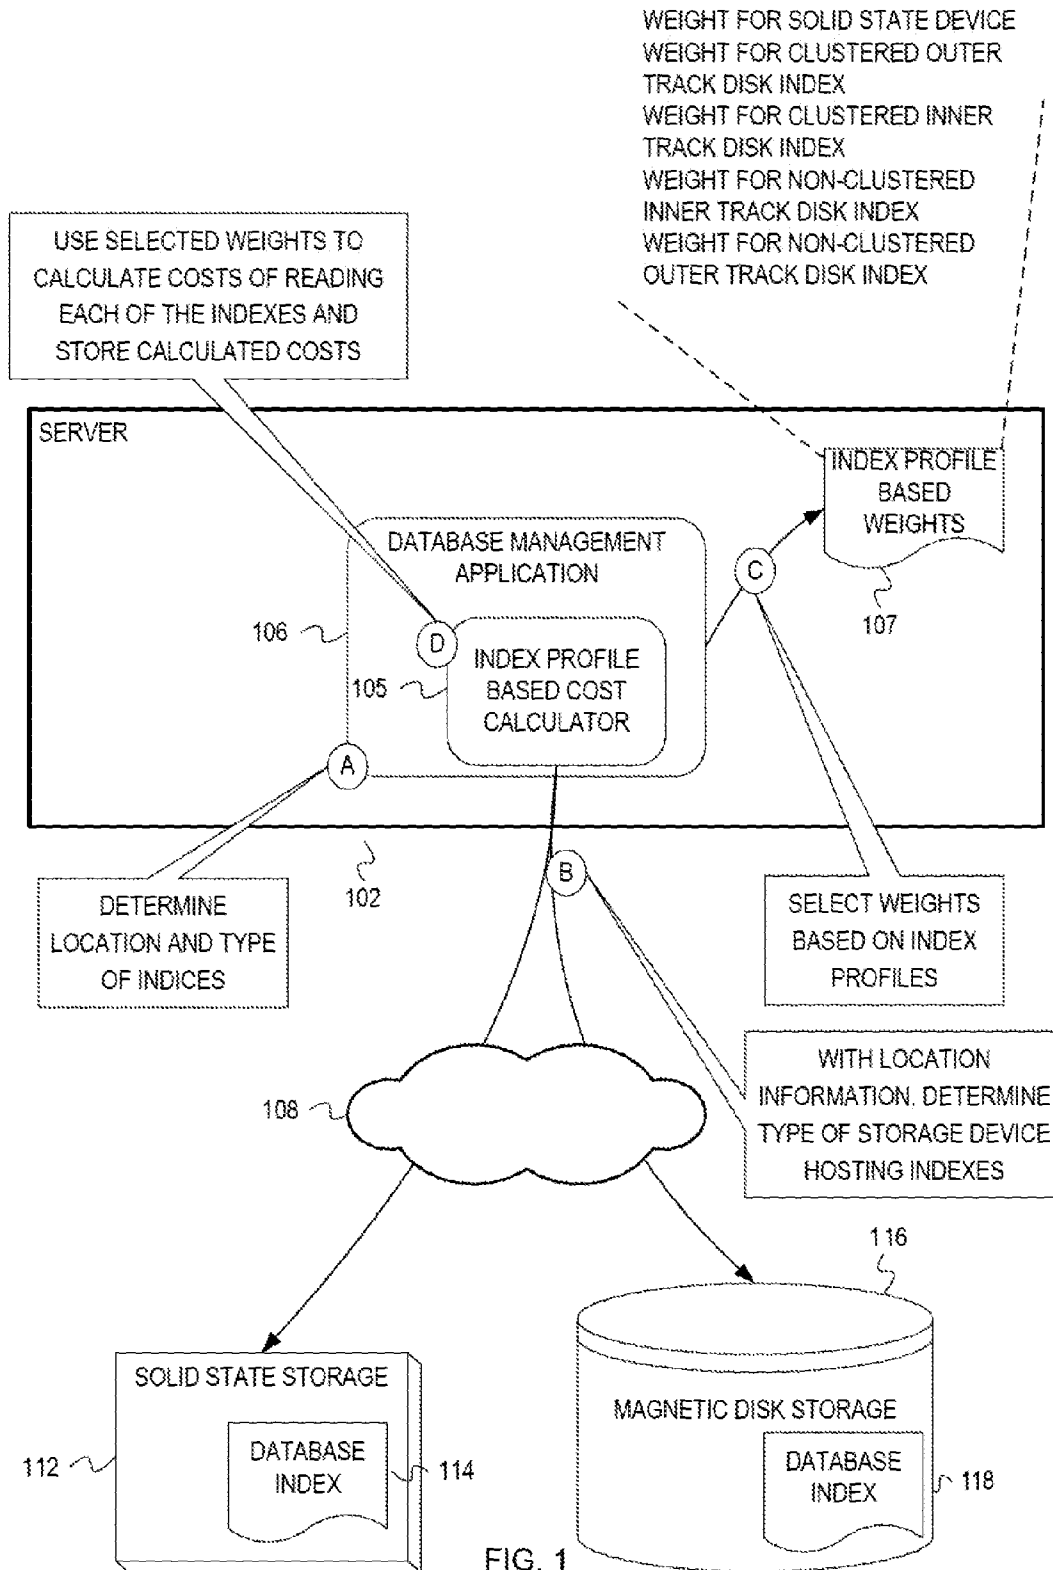 WEIGHT FOR SOLID STATE DEVICE
WEIGHT FOR CLUSTERED OUTER
TRACK DISK INDEX
WEIGHT FOR CLUSTERED INNER
TRACK DISK INDEX
WEIGHT FOR NON-CLUSTERED
INNER TRACK DISK INDEX
WEIGHT FOR NON-CLUSTERED
OUTER TRACK DISK INDEX
USE SELECTED WEIGHTS TO
CALCULATE COSTS OF READING
EACH OF THE INDEXES AND
STORE CALCULATED COSTS
SERVER
INDEX PROFILE
BASED
WEIGHTS
107
DATABASE MANAGEMENT
APPLICATION
C
106
D
105
INDEX PROFILE
BASED COST
CALCULATOR
A
102
B
DETERMINE
LOCATION AND TYPE
OF INDICES
SELECT WEIGHTS
BASED ON INDEX
PROFILES
WITH LOCATION
INFORMATION, DETERMINE
TYPE OF STORAGE DEVICE
HOSTING INDEXES
108
116
SOLID STATE STORAGE
DATABASE
INDEX
112
114
MAGNETIC DISK STORAGE
DATABASE
INDEX
118
FIG. 1